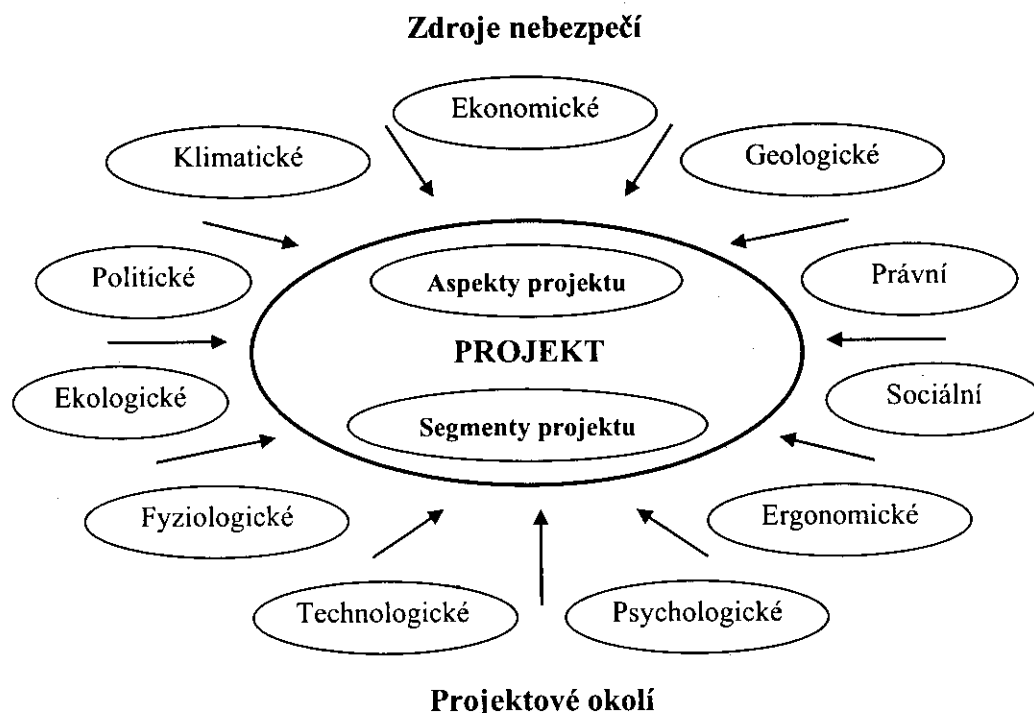 Zdroje nebezpečí
Ekonomické
Klimatické
Geologické
Politické
Aspekty projektu
Právní
PROJEKT
Ekologické
Segmenty projektu
Sociální
Fyziologické
Ergonomické
Technologické
Psychologické
Projektové okolí